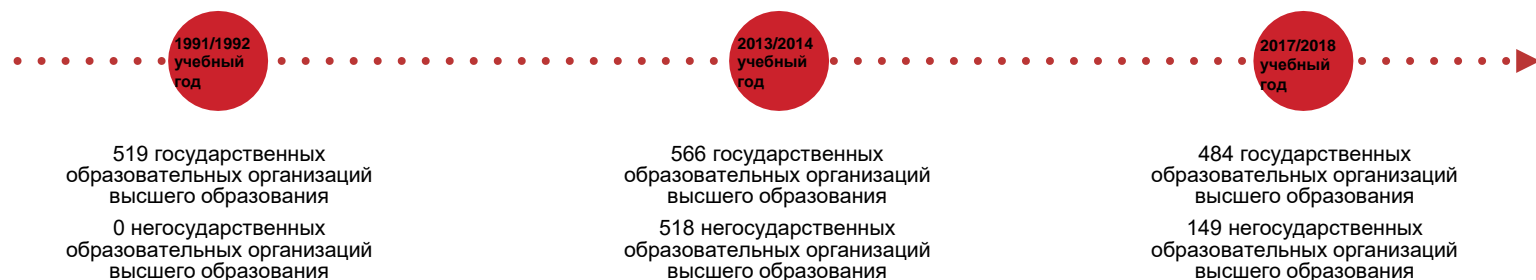 1991/1992
учебный
год
2013/2014
учебный
год
2017/2018
учебный
год
519 государственных
образовательных организаций
высшего образования
0 негосударственных
образовательных организаций
высшего образования
566 государственных
образовательных организаций
высшего образования
518 негосударственных
образовательных организаций
высшего образования
484 государственных
образовательных организаций
высшего образования
149 негосударственных
образовательных организаций
высшего образования